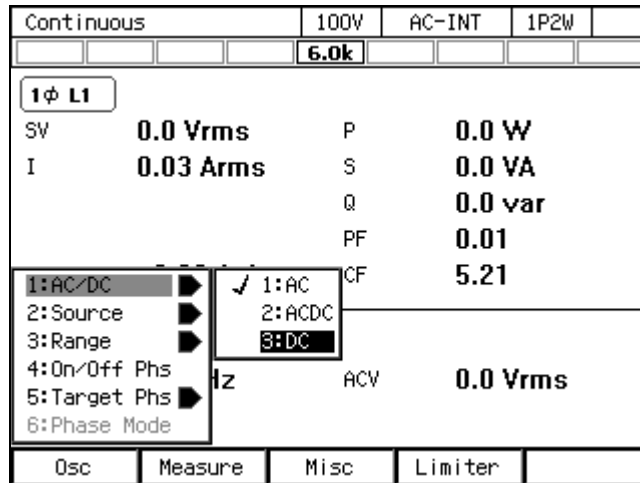 Continuous 100V AC-INT 1P2W
6.0k
1Φ L1
SV 0.0 Vrms P 0.0 W
I 0.03 Arms S 0.0 VA
Q 0.0 var
PF 0.01
CF 5.21
1:AC/DC
2:Source
3:Range
4:On/Off Phs
5:Target Phs
6:Phase Mode
✓ 1:AC
2:ACDC
3:DC
Hz ACV 0.0 Vrms
Osc Measure Misc Limiter